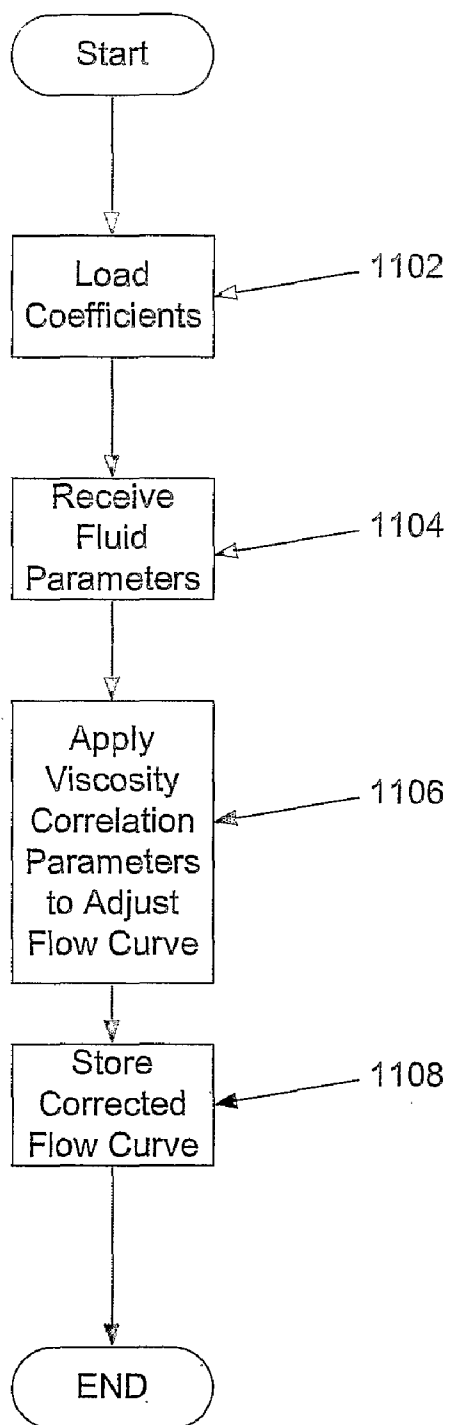 Start
Load
Coefficients
1102
Receive
Fluid
Parameters
1104
Apply
Viscosity
Correlation
Parameters
to Adjust
Flow Curve
1106
Store
Corrected
Flow Curve
1108
END